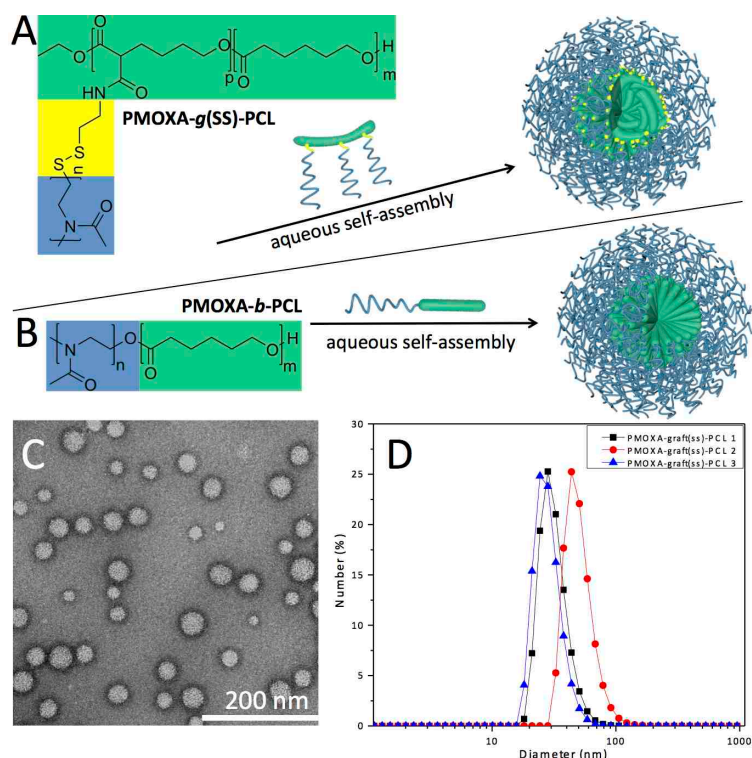 A
O
O
O
H
O
p
O
m
HN
O
PMOXA-g(SS)-PCL
S
S
n
N
O
aqueous self-assembly
PMOXA-b-PCL
B
N
n
O
O
O
H
m
O
aqueous self-assembly
C
200 nm
D
PMOXA-graft(ss)-PCL 1
PMOXA-graft(ss)-PCL 2
PMOXA-graft(ss)-PCL 3
Number (%)
30
25
20
15
10
5
0
10
100
1000
Diameter (nm)